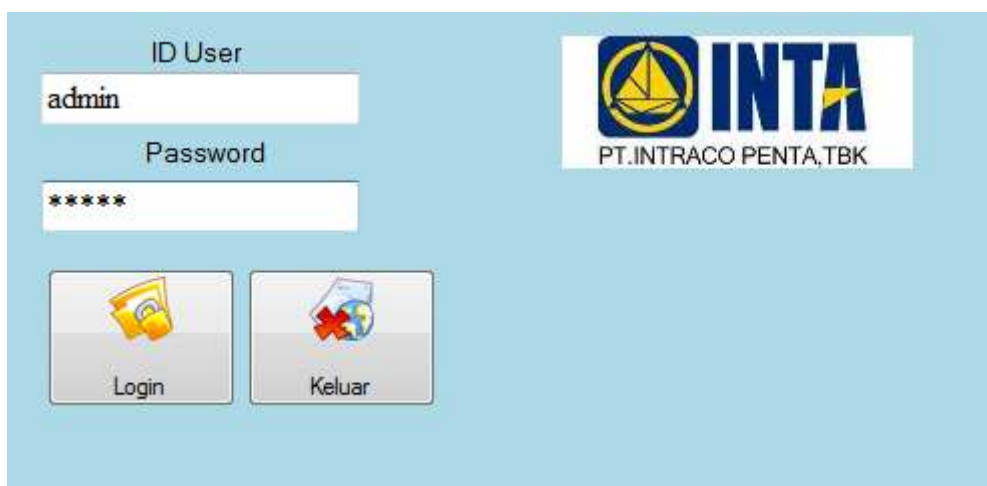 ID User
admin
Password
*****
Login
Keluar
INTA
PT.INTRACO PENTA,TBK